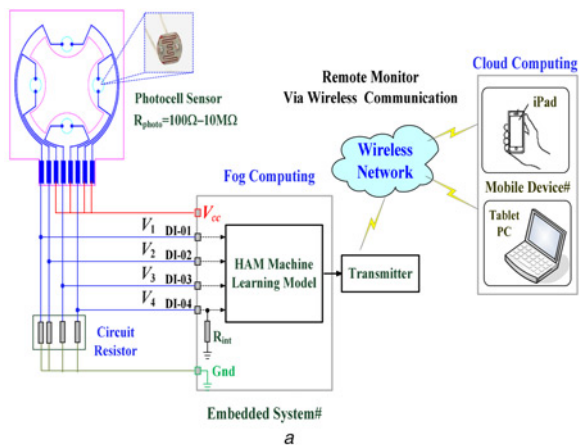 Photocell Sensor
Rphoto=100Ω–10MΩ
Remote Monitor
Via Wireless Communication
Cloud Computing
iPad
Wireless
Network
Mobile Device#
Tablet
PC
Fog Computing
Vcc
V1 DI-01
V2 DI-02
V3 DI-03
V4 DI-04
HAM Machine
Learning Model
Transmitter
Circuit
Resistor
Rint
Gnd
Embedded System#
a